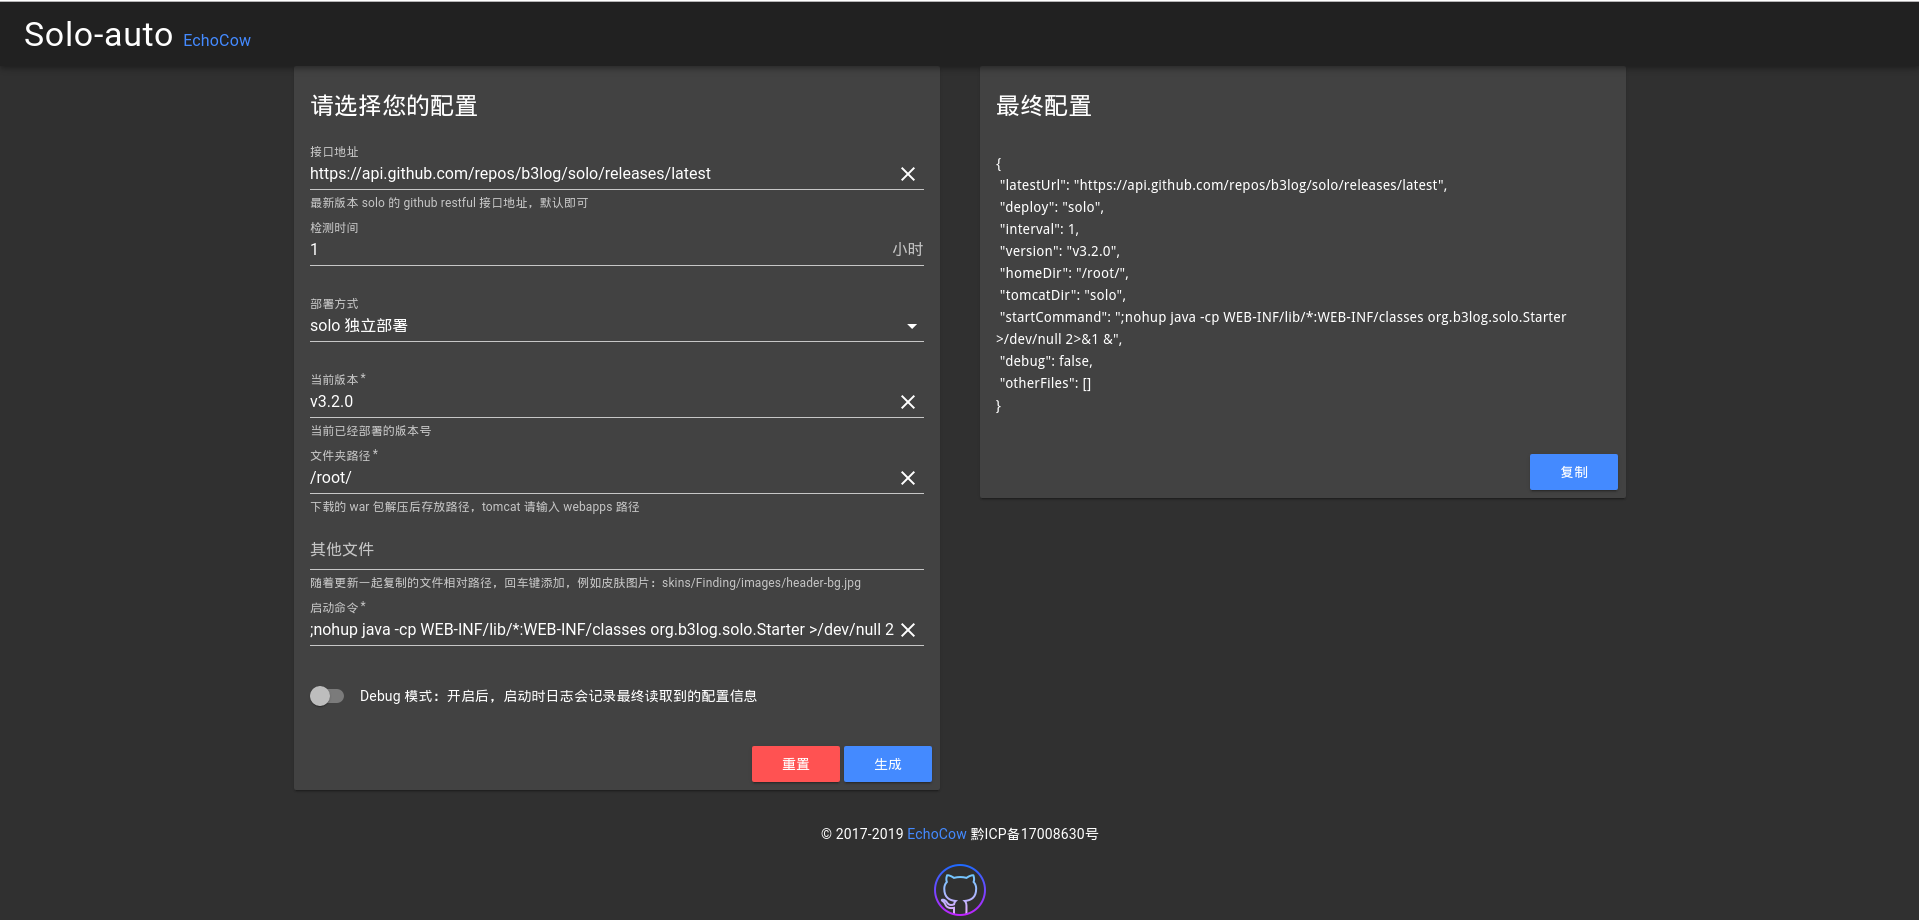 Solo-auto EchoCow
请选择您的配置
接口地址
https://api.github.com/repos/b3log/solo/releases/latest
最新版本 solo 的 github restful 接口地址，默认即可
检测时间
1 小时
部署方式
solo 独立部署
当前版本 *
v3.2.0
当前已经部署的版本号
文件夹路径 *
/root/
下载的 war 包解压后存放路径，tomcat 请输入 webapps 路径
其他文件
随着更新一起复制的文件相对路径，回车键添加，例如皮肤图片：skins/Finding/images/header-bg.jpg
启动命令 *
;nohup java -cp WEB-INF/lib/*:WEB-INF/classes org.b3log.solo.Starter >/dev/null 2
Debug 模式：开启后，启动时日志会记录最终读取到的配置信息
重置 生成
最终配置
{
"latestUrl": "https://api.github.com/repos/b3log/solo/releases/latest",
"deploy": "solo",
"interval": 1,
"version": "v3.2.0",
"homeDir": "/root/",
"tomcatDir": "solo",
"startCommand": ";nohup java -cp WEB-INF/lib/*:WEB-INF/classes org.b3log.solo.Starter
>/dev/null 2>&1 &",
"debug": false,
"otherFiles": []
}
复制
© 2017-2019 EchoCow 黔ICP备17008630号